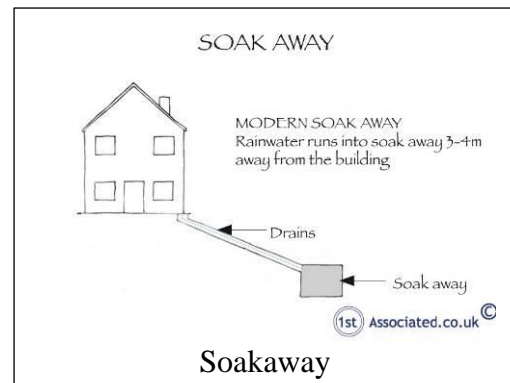 SOAK AWAY
MODERN SOAK AWAY
Rainwater runs into soak away 3-4m
away from the building
Drains
Soak away
1st Associated.co.uk ©
Soakaway